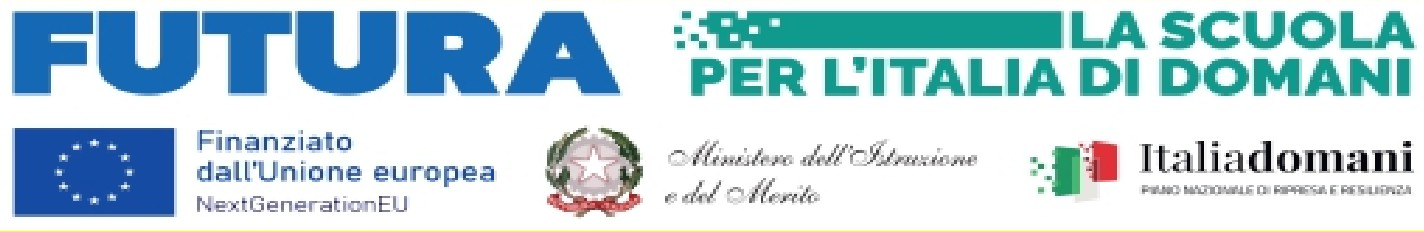 FUTURA
LA SCUOLA
PER L'ITALIA DI DOMANI
Finanziato
dall'Unione europea
NextGenerationEU
Ministero dell'Istruzione
e del Merito
Italiadomani
PIANO NAZIONALE DI RIPRESA E RESILIENZA